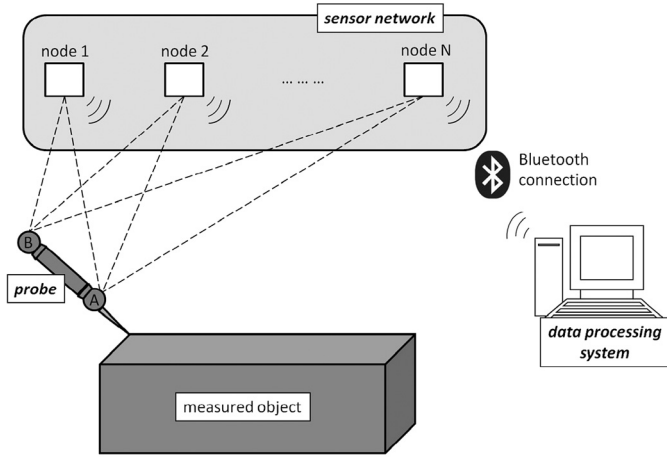 sensor network
node 1
node 2
... ... ...
node N
Bluetooth
connection
B
probe
A
data processing
system
measured object